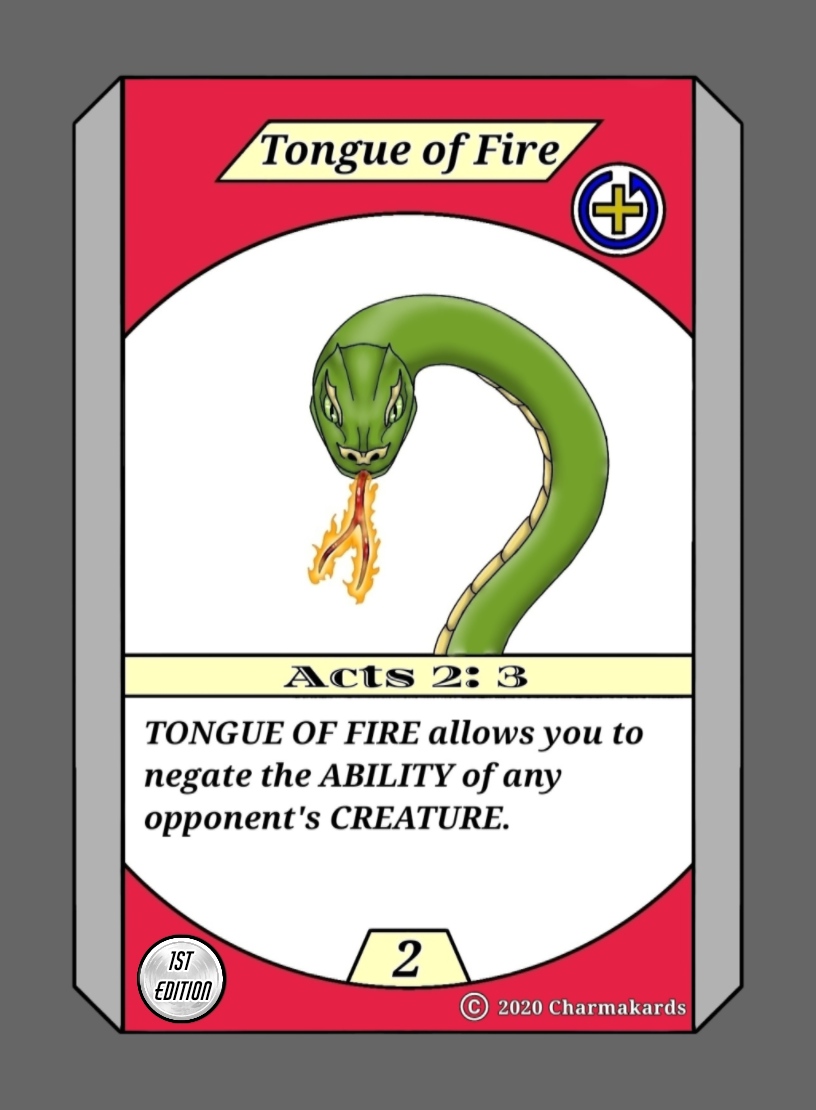 Tongue of Fire
Acts 2: 3
TONGUE OF FIRE allows you to
negate the ABILITY of any
opponent's CREATURE.
2
1ST
EDITION
© 2020 Charmakards